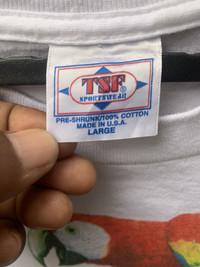 TSF®
SPORTSWEAR
PRE-SHRUNK/100% COTTON
MADE IN U.S.A.
LARGE